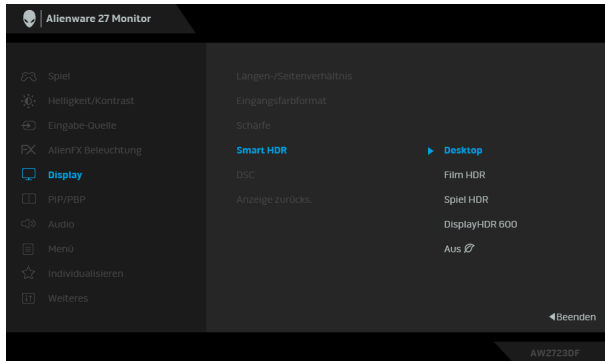 Alienware 27 Monitor
Spiel
Helligkeit/Kontrast
Eingabe-Quelle
AlienFX Beleuchtung
Display
PIP/PBP
Audio
Menü
Individualisieren
Weiteres
Längen-/Seitenverhältnis
Eingangsfarbformat
Schärfe
Smart HDR
DSC
Anzeige zurücks.
Desktop
Film HDR
Spiel HDR
DisplayHDR 600
Aus
Beenden
AW2723DF